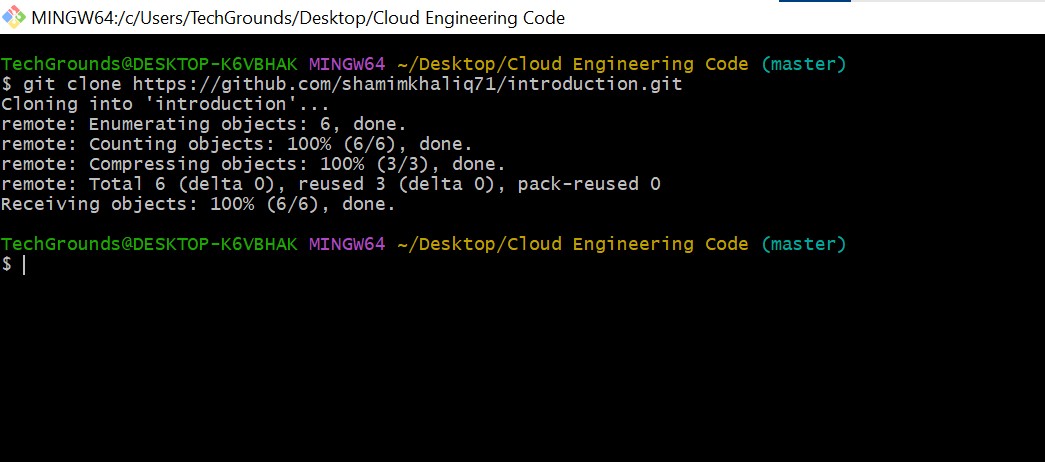 MINGW64:/c/Users/TechGrounds/Desktop/Cloud Engineering Code
TechGrounds@DESKTOP-K6VBHAK MINGW64 ~/Desktop/Cloud Engineering Code (master)
$ git clone https://github.com/shamimkhaliq71/introduction.git
Cloning into 'introduction'...
remote: Enumerating objects: 6, done.
remote: Counting objects: 100% (6/6), done.
remote: Compressing objects: 100% (3/3), done.
remote: Total 6 (delta 0), reused 3 (delta 0), pack-reused 0
Receiving objects: 100% (6/6), done.
TechGrounds@DESKTOP-K6VBHAK MINGW64 ~/Desktop/Cloud Engineering Code (master)
$